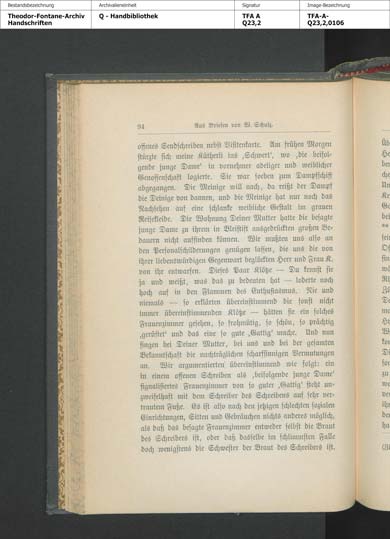 Bestandsbezeichnung
Archivalieneinheit
Signatur
Image-Bezeichnung
Theodor-Fontane-Archiv
Handschriften
Q - Handbibliothek
TFA A
Q23,2
TFA-A-
Q23,2,0106
94
Aus Briefen von W. Schulz.
offenes Sendschreiben nebst Visitenkarte. Am frühen Morgen
stürzte sich meine Kätherli ins ‚Schwert‘, wo ‚die beifol-
gende junge Dame‘ in vornehmer adeliger und weiblicher
Genossenschaft logierte. Sie war soeben zum Dampfschiff
abgegangen. Die Meinige will nach, da reißt der Dampf
die Deinige von dannen, und die Meinige hat nur noch das
Nachsehen auf eine schlanke weibliche Gestalt im grauen
Reisekleide. Die Wohnung Deiner Mutter hatte die besagte
junge Dame zu ihrem in Bleistift ausgedrückten großen Be-
dauern nicht auffinden können. Wir mußten uns also an
den Personalschilderungen genügen lassen, die uns die von
ihrer liebenswürdigen Gegenwart beglückten Herr und Frau K.
von ihr entwarfen. Dieses Paar Klötze — Du kennst sie
ja und weißt, was das zu bedeuten hat — loderte noch
hoch auf in den Flammen des Enthusiasmus. Nie und
niemals — so erklärten übereinstimmend die sonst nicht
immer übereinstimmenden Klötze — hätten sie ein solches
Frauenzimmer gesehen, so frohmütig, so schön, so prächtig
‚gerüstet‘ und das eine so gute ‚Gattig‘ mache. Und nun
fingen bei Deiner Mutter, bei uns und bei der gesamten
Bekanntschaft die nachträglichen scharfsinnigen Vermutungen
an. Wir argumentierten übereinstimmend wie folgt: ein
in einem offenen Schreiben als ‚beifolgende junge Dame‘
signalisiertes Frauenzimmer von so guter ‚Gattig‘ steht un-
zweifelhaft mit dem Schreiber des Schreibens auf sehr ver-
trautem Fuße. Es ist also nach den jetzigen schlechten sozialen
Einrichtungen, Sitten und Gebräuchen nichts anderes möglich,
als daß das besagte Frauenzimmer entweder selbst die Braut
des Schreibers ist, oder daß dasselbe im schlimmsten Falle
doch wenigstens die Schwester der Braut des Schreibers ist.